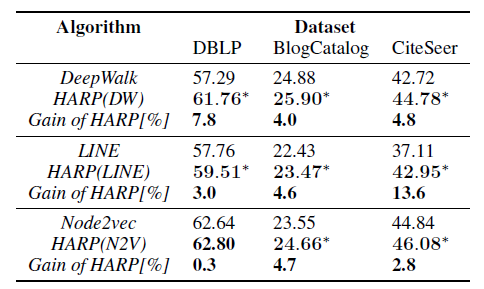 Algorithm Dataset
DBLP BlogCatalog CiteSeer
DeepWalk 57.29 24.88 42.72
HARP(DW) 61.76* 25.90* 44.78*
Gain of HARP[%] 7.8 4.0 4.8
LINE 57.76 22.43 37.11
HARP(LINE) 59.51* 23.47* 42.95*
Gain of HARP[%] 3.0 4.6 13.6
Node2vec 62.64 23.55 44.84
HARP(N2V) 62.80 24.66* 46.08*
Gain of HARP[%] 0.3 4.7 2.8